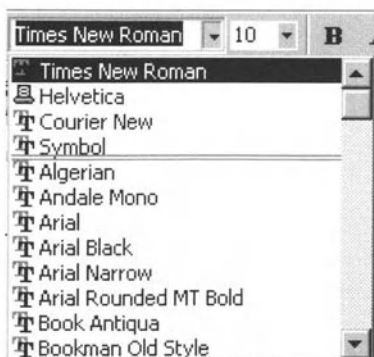 Times New Roman 10 B
Times New Roman
Helvetica
Courier New
Symbol
Algerian
Andale Mono
Arial
Arial Black
Arial Narrow
Arial Rounded MT Bold
Book Antiqua
Bookman Old Style